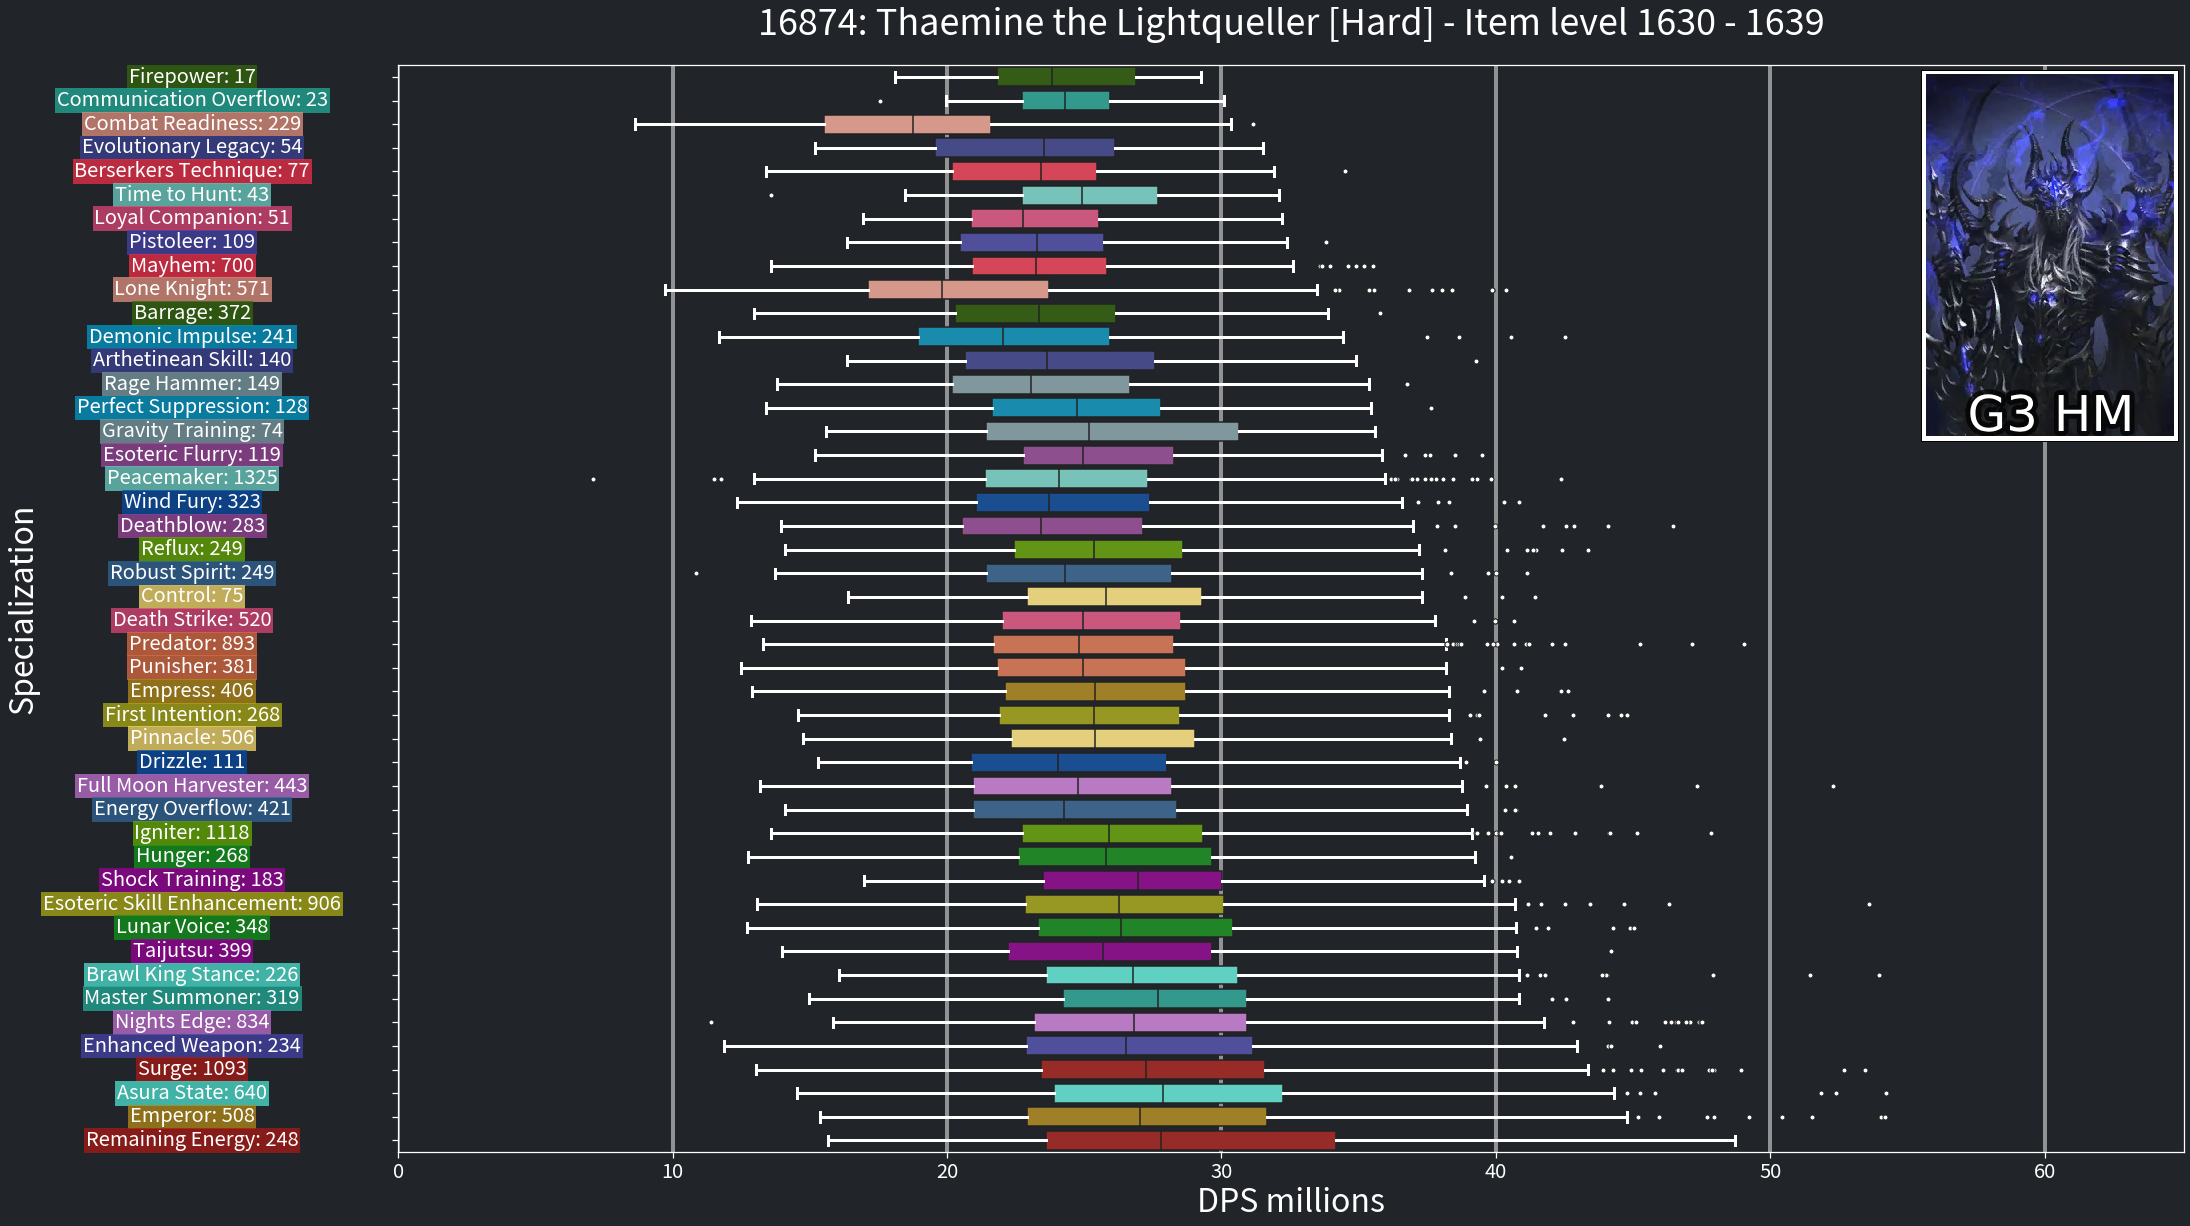 16874: Thaemine the Lightqueller [Hard] - Item level 1630 - 1639
Firepower: 17
Communication Overflow: 23
Combat Readiness: 229
Evolutionary Legacy: 54
Berserkers Technique: 77
Time to Hunt: 43
Loyal Companion: 51
Pistoleer: 109
Mayhem: 700
Lone Knight: 571
Barrage: 372
Demonic Impulse: 241
Arthetinean Skill: 140
Rage Hammer: 149
Perfect Suppression: 128
Gravity Training: 74
Esoteric Flurry: 119
Peacemaker: 1325
Wind Fury: 323
Deathblow: 283
Reflux: 249
Robust Spirit: 249
Control: 75
Death Strike: 520
Predator: 893
Punisher: 381
Empress: 406
First Intention: 268
Pinnacle: 506
Drizzle: 111
Full Moon Harvester: 443
Energy Overflow: 421
Igniter: 1118
Hunger: 268
Shock Training: 183
Esoteric Skill Enhancement: 906
Lunar Voice: 348
Taijutsu: 399
Brawl King Stance: 226
Master Summoner: 319
Nights Edge: 834
Enhanced Weapon: 234
Surge: 1093
Asura State: 640
Emperor: 508
Remaining Energy: 248
Specialization
G3 HM
0 10 20 30 40 50 60
DPS millions